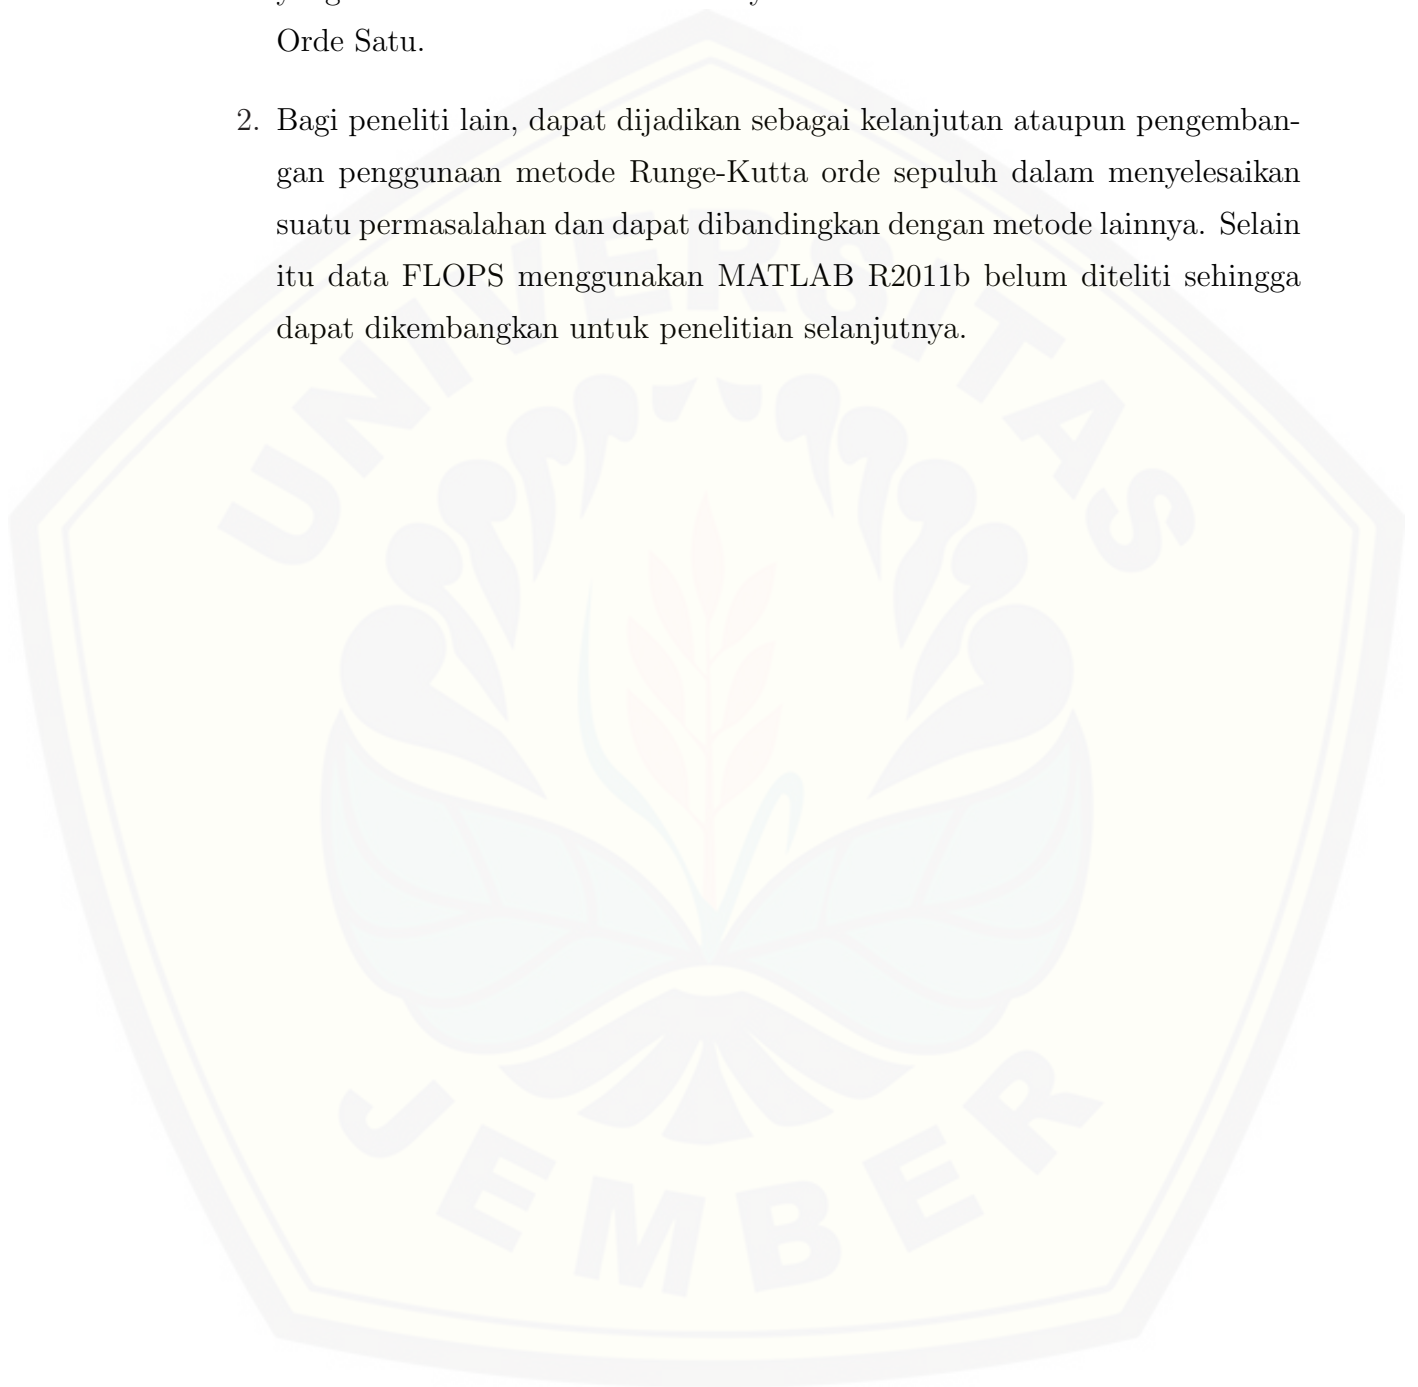 Orde Satu.
2. Bagi peneliti lain, dapat dijadikan sebagai kelanjutan ataupun pengemban-
gan penggunaan metode Runge-Kutta orde sepuluh dalam menyelesaikan
suatu permasalahan dan dapat dibandingkan dengan metode lainnya. Selain
itu data FLOPS menggunakan MATLAB R2011b belum diteliti sehingga
dapat dikembangkan untuk penelitian selanjutnya.
UNIVERSITAS
JEMBER